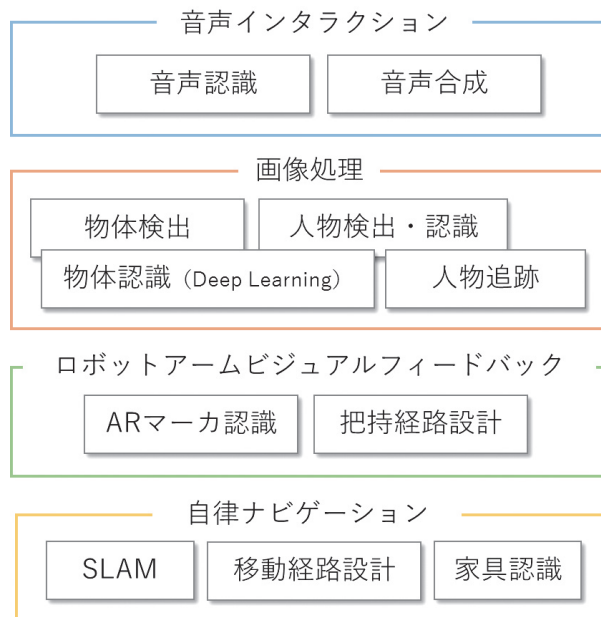 音声インタラクション
音声認識 音声合成
画像処理
物体検出 人物検出・認識
物体認識（Deep Learning） 人物追跡
ロボットアームビジュアルフィードバック
ARマーカ認識 把持経路設計
自律ナビゲーション
SLAM 移動経路設計 家具認識